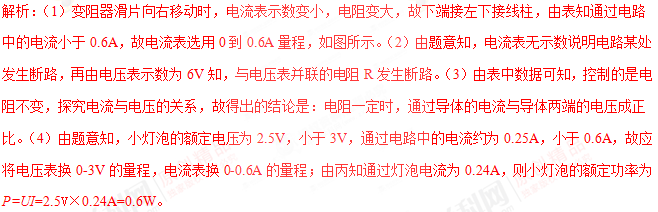 解析：（1）变阻器滑片向右移动时，电流表示数变小，电阻变大，故下端接左下接线柱，由表知通过电路
中的电流小于 0.6A，故电流表选用 0 到 0.6A 量程，如图所示。（2）由题意知，电流表无示数说明电路某处
发生断路，再由电压表示数为 6V 知，与电压表并联的电阻 R 发生断路。（3）由表中数据可知，控制的是电
阻不变，探究电流与电压的关系，故得出的结论是：电阻一定时，通过导体的电流与导体两端的电压成正
比。（4）由题意知，小灯泡的额定电压为 2.5V，小于 3V，通过电路中的电流约为 0.25A，小于 0.6A，故应
将电压表换 0-3V 的量程，电流表换 0-0.6A 的量程；由丙知通过灯泡电流为 0.24A，则小灯泡的额定功率为
P=UI=2.5V×0.24A=0.6W。